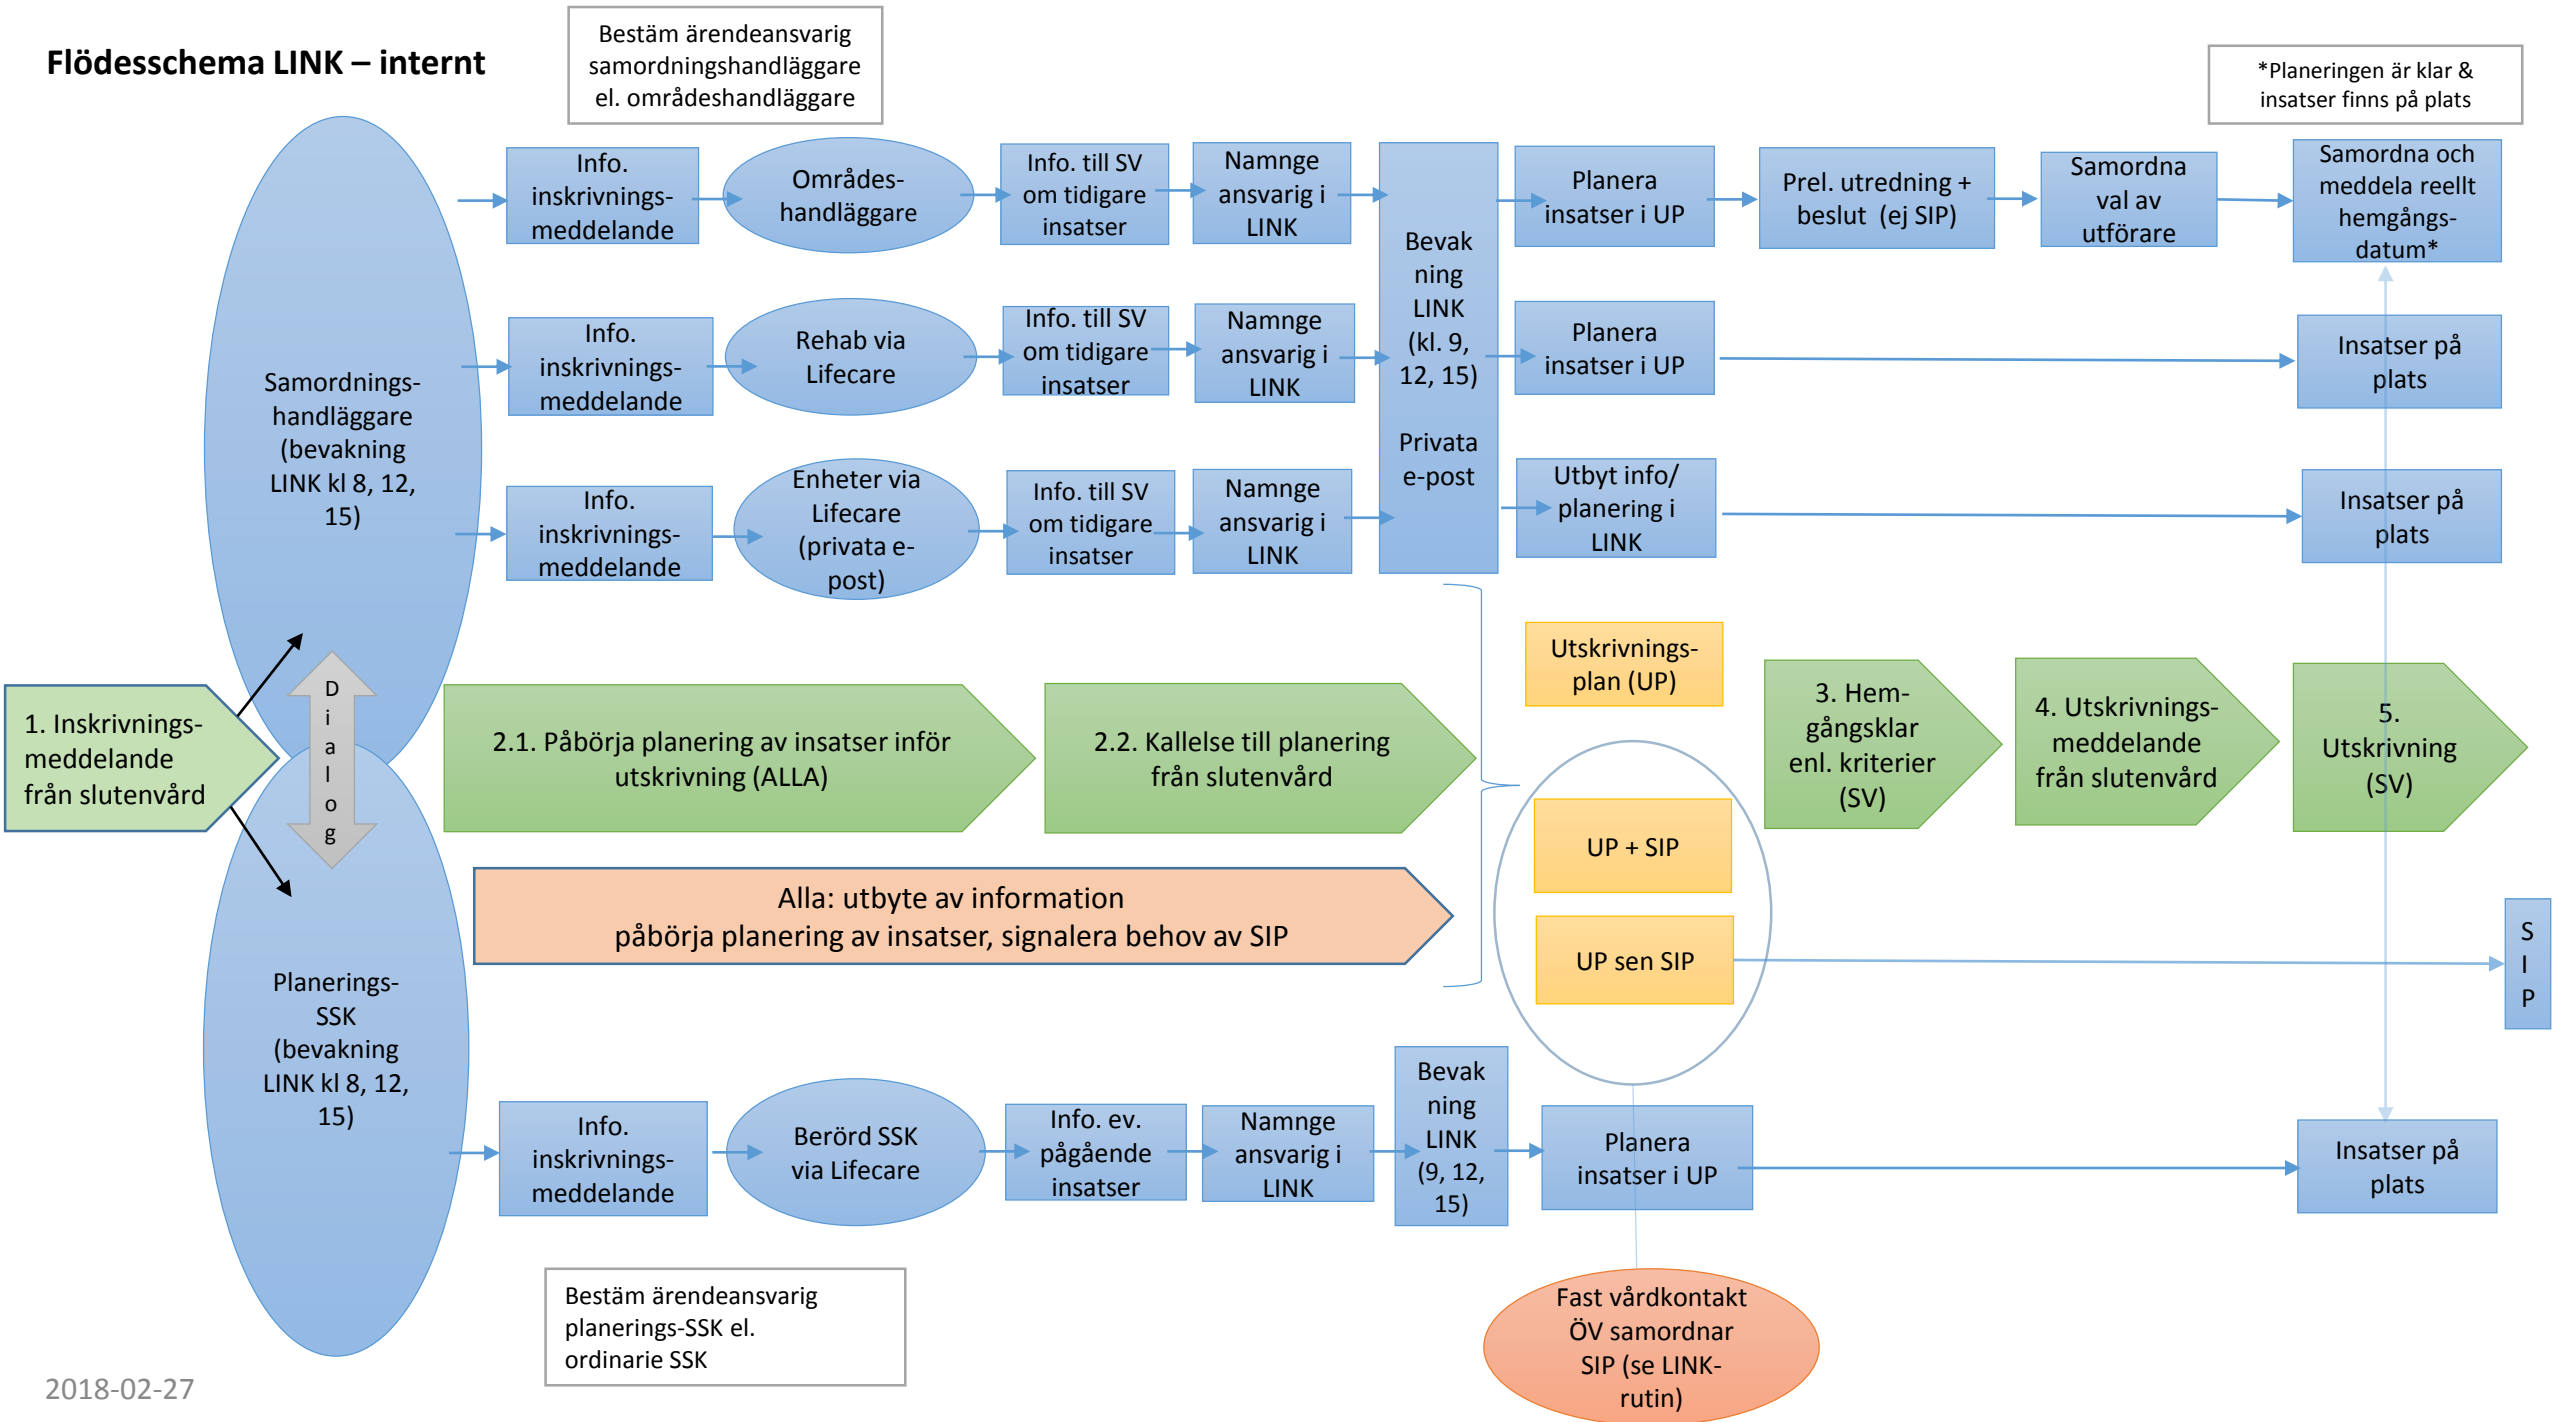 Flödesschema LINK – internt
Bestäm ärendeansvarig
samordningshandläggare
el. områdeshandläggare
*Planeringen är klar &
insatser finns på plats
Samordnings-
handläggare
(bevakning
LINK kl 8, 12,
15)
Info.
inskrivnings-
meddelande
Områdes-
handläggare
Info. till SV
om tidigare
insatser
Namnge
ansvarig i
LINK
Bevak
ning
LINK
(kl. 9,
12, 15)
Privata
e-post
Planera
insatser i UP
Prel. utredning +
beslut (ej SIP)
Samordna
val av
utförare
Samordna och
meddela reellt
hemgångs-
datum*
Info.
inskrivnings-
meddelande
Rehab via
Lifecare
Info. till SV
om tidigare
insatser
Namnge
ansvarig i
LINK
Planera
insatser i UP
Insatser på
plats
Info.
inskrivnings-
meddelande
Enheter via
Lifecare
(privata e-
post)
Info. till SV
om tidigare
insatser
Namnge
ansvarig i
LINK
Utbyt info/
planering i
LINK
Insatser på
plats
1. Inskrivnings-
meddelande
från slutenvård
D
i
a
l
o
g
2.1. Påbörja planering av insatser inför
utskrivning (ALLA)
2.2. Kallelse till planering
från slutenvård
Utskrivnings-
plan (UP)
UP + SIP
UP sen SIP
3. Hem-
gångsklar
enl. kriterier
(SV)
4. Utskrivnings-
meddelande
från slutenvård
5.
Utskrivning
(SV)
Alla: utbyte av information
påbörja planering av insatser, signalera behov av SIP
S
I
P
Planerings-
SSK
(bevakning
LINK kl 8, 12,
15)
Info.
inskrivnings-
meddelande
Berörd SSK
via Lifecare
Info. ev.
pågående
insatser
Namnge
ansvarig i
LINK
Bevak
ning
LINK
(9, 12,
15)
Planera
insatser i UP
Insatser på
plats
Bestäm ärendeansvarig
planerings-SSK el.
ordinarie SSK
Fast vårdkontakt
ÖV samordnar
SIP (se LINK-
rutin)
2018-02-27